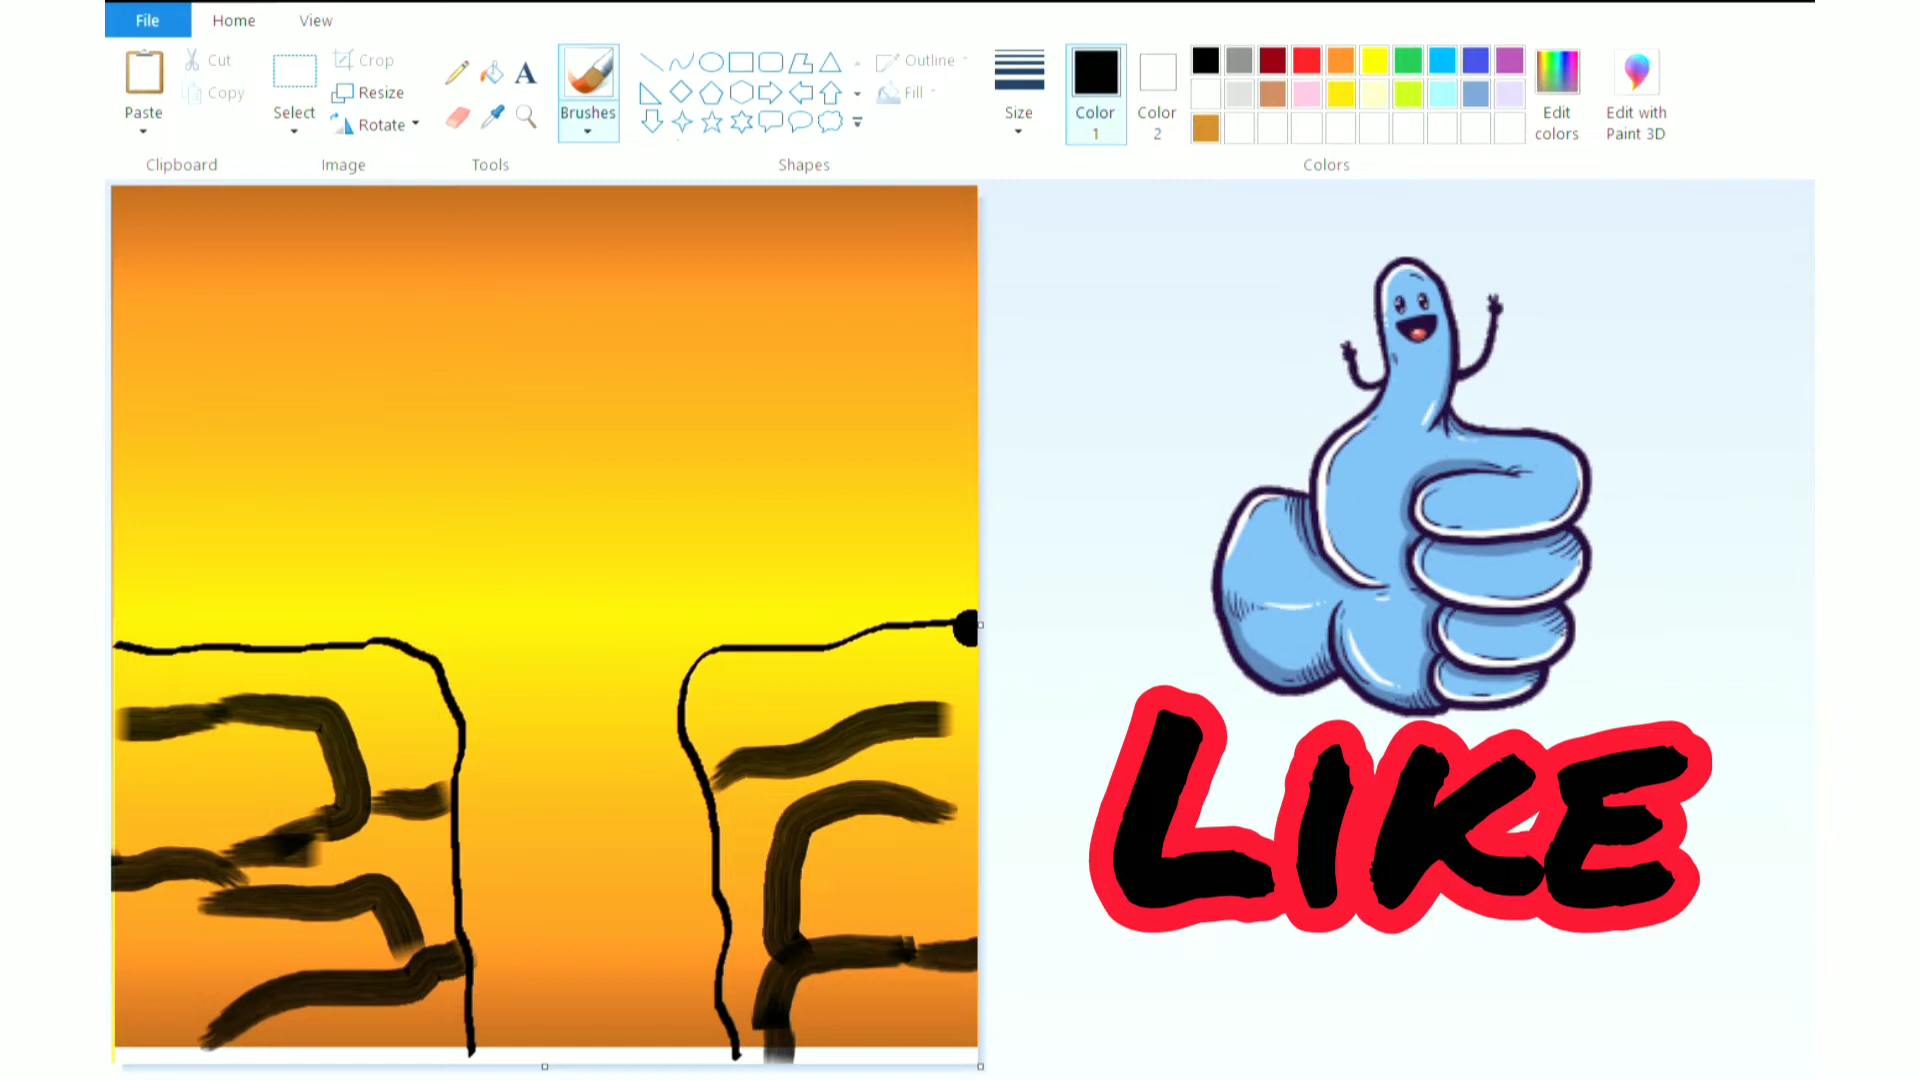 File Home View
Cut
Crop
Outline
Copy
Resize
Fill
Paste
Select
Rotate
Brushes
Size
Color 1
Color 2
Edit colors
Edit with Paint 3D
Clipboard
Image
Tools
Shapes
Colors
A
LIKE